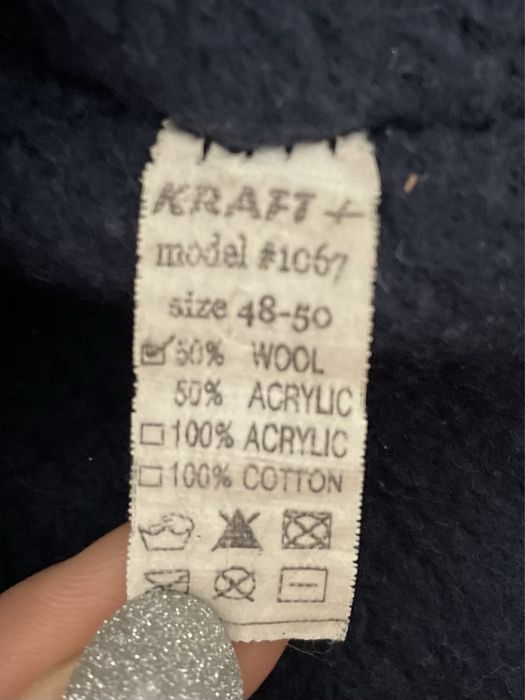 KRAFT +
model #1067
size 48-50
50% WOOL
50% ACRYLIC
100% ACRYLIC
100% COTTON